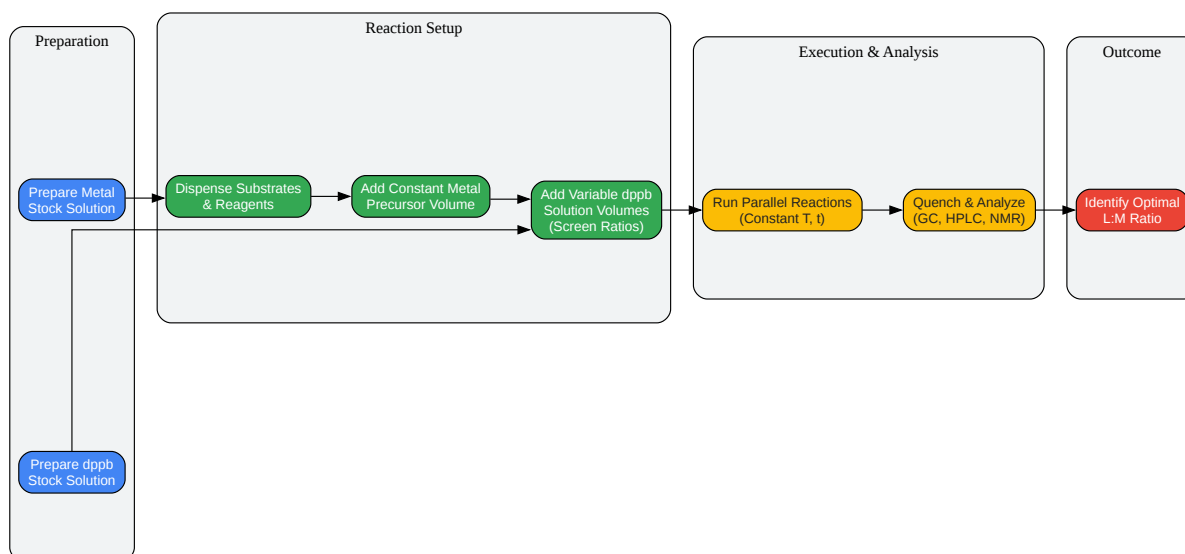 Preparation
Prepare Metal
Stock Solution
Prepare dppb
Stock Solution
Reaction Setup
Dispense Substrates
& Reagents
Add Constant Metal
Precursor Volume
Add Variable dppb
Solution Volumes
(Screen Ratios)
Execution & Analysis
Run Parallel Reactions
(Constant T, t)
Quench & Analyze
(GC, HPLC, NMR)
Outcome
Identify Optimal
L:M Ratio